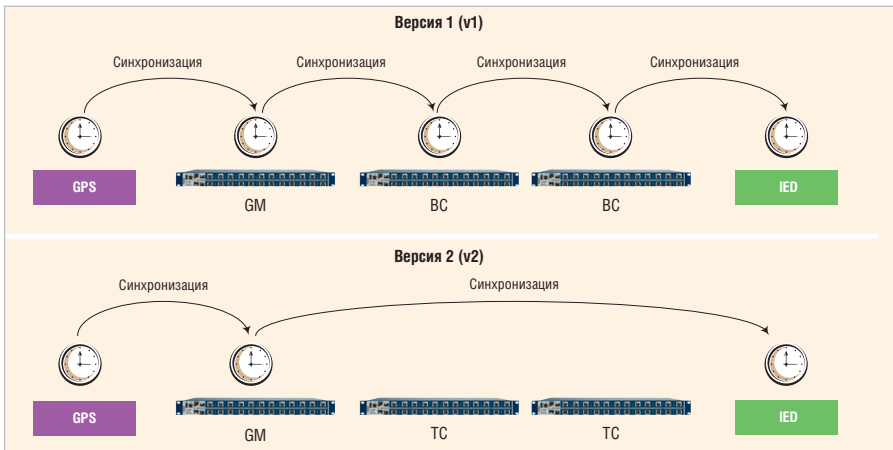 Версия 1 (v1)
Синхронизация Синхронизация Синхронизация Синхронизация
GPS IED
GM BC BC
Версия 2 (v2)
Синхронизация Синхронизация
GPS IED
GM TC TC